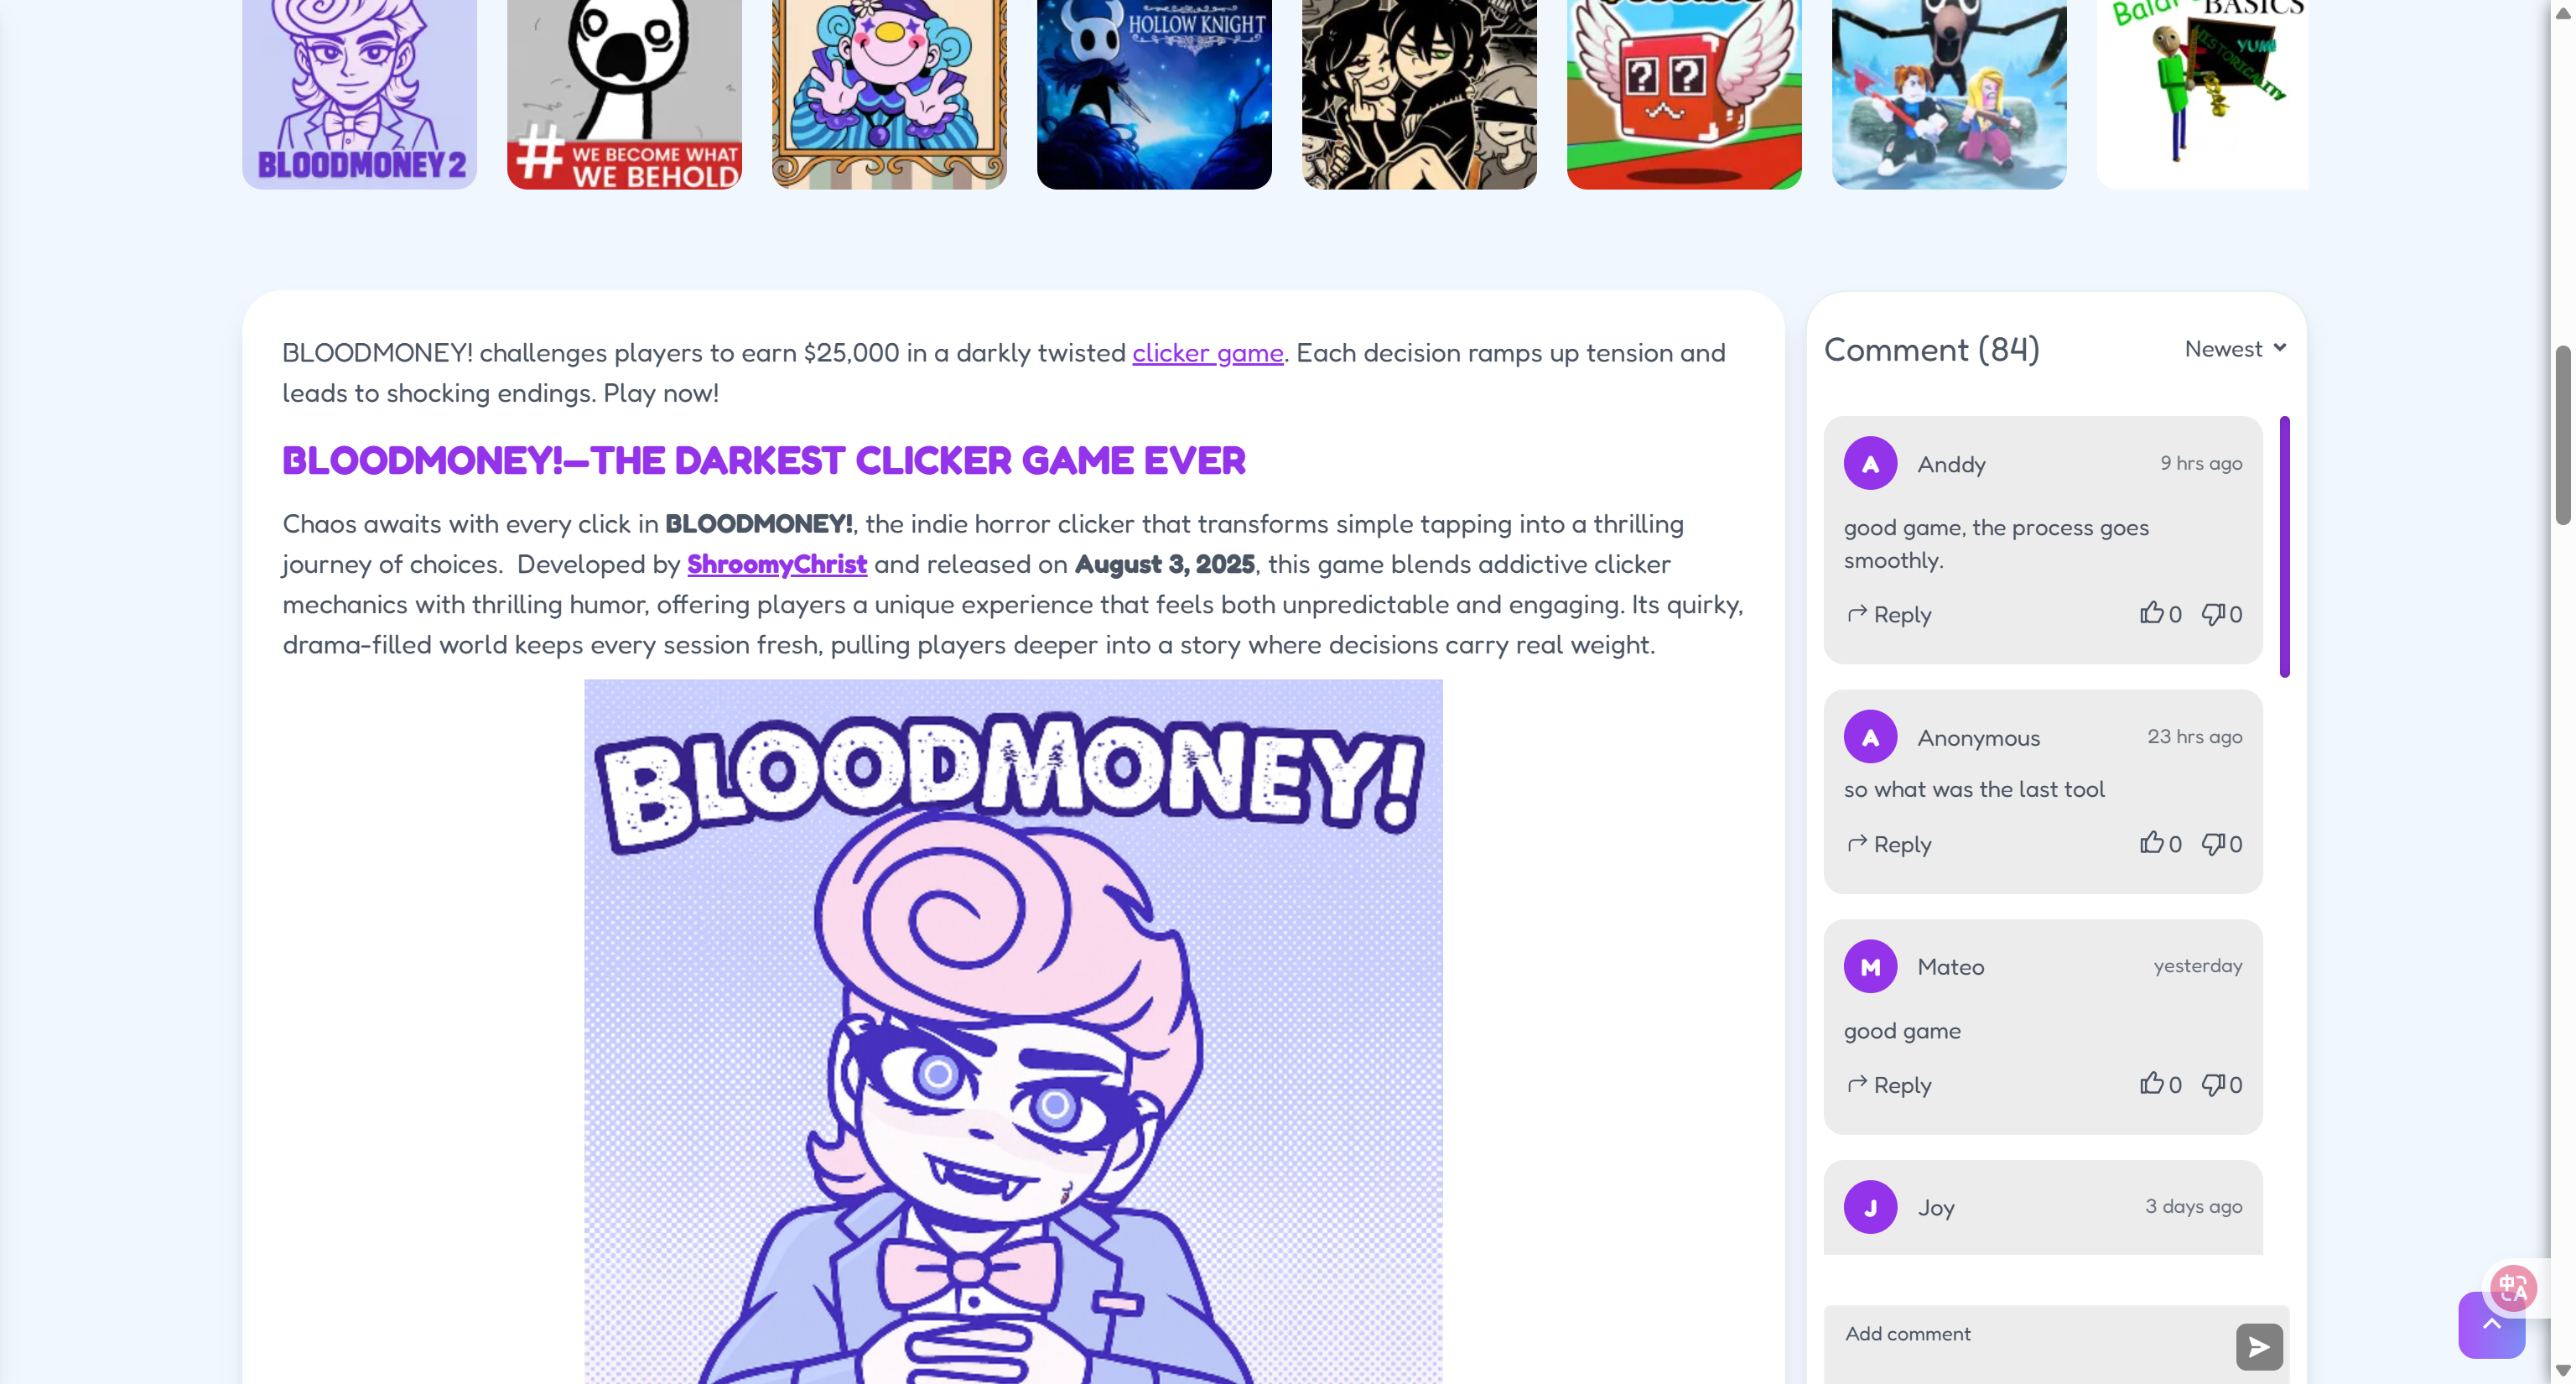 BLOODMONEY 2
# WE BECOME WHAT
WE BEHOLD
HOLLOW KNIGHT
? ?
BASICS
YUM!
BLOODMONEY! challenges players to earn $25,000 in a darkly twisted clicker game. Each decision ramps up tension and
leads to shocking endings. Play now!
BLOODMONEY!—THE DARKEST CLICKER GAME EVER
Chaos awaits with every click in BLOODMONEY!, the indie horror clicker that transforms simple tapping into a thrilling
journey of choices.  Developed by ShroomyChrist and released on August 3, 2025, this game blends addictive clicker
mechanics with thrilling humor, offering players a unique experience that feels both unpredictable and engaging. Its quirky,
drama-filled world keeps every session fresh, pulling players deeper into a story where decisions carry real weight.
BLOODMONEY!
Comment (84)
Newest
A
Anddy
9 hrs ago
good game, the process goes
smoothly.
Reply
0
0
A
Anonymous
23 hrs ago
so what was the last tool
Reply
0
0
M
Mateo
yesterday
good game
Reply
0
0
J
Joy
3 days ago
Add comment
中
A